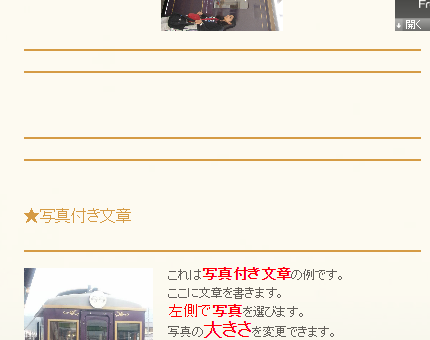 Fr
開く
★写真付き文章
これは写真付き文章の例です。
ここに文章を書きます。
左側で写真を選びます。
写真の大きさを変更できます。